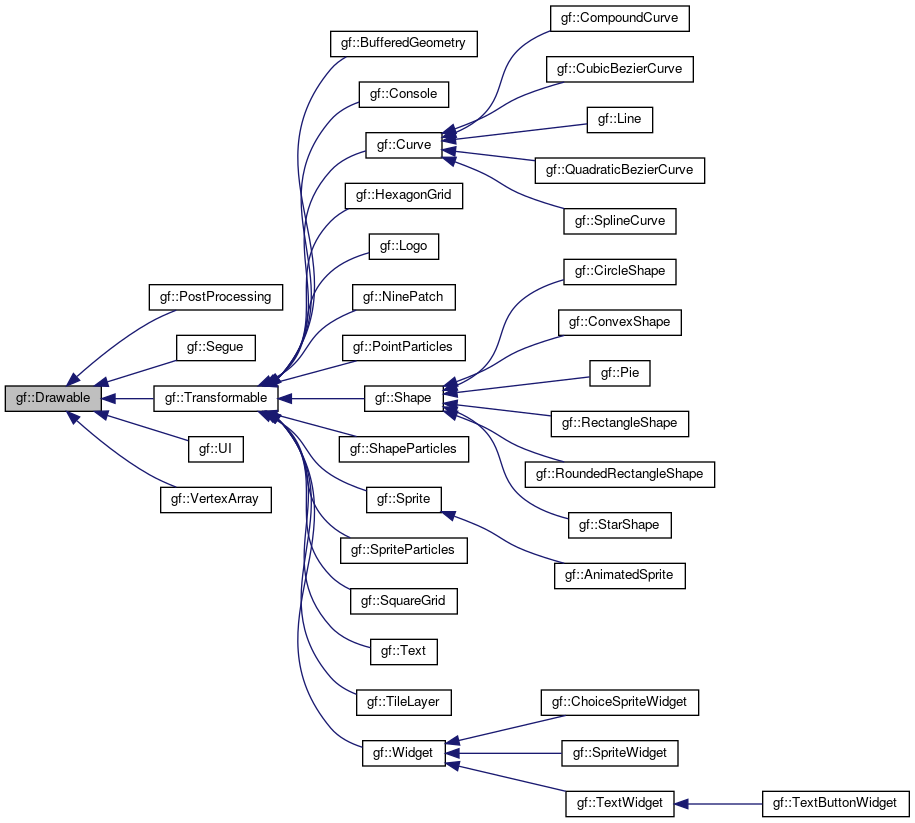 gf::CompoundCurve
gf::BufferedGeometry
gf::CubicBezierCurve
gf::Console
gf::Line
gf::Curve
gf::QuadraticBezierCurve
gf::HexagonGrid
gf::SplineCurve
gf::Logo
gf::CircleShape
gf::PostProcessing
gf::NinePatch
gf::ConvexShape
gf::Segue
gf::PointParticles
gf::Pie
gf::Drawable
gf::Transformable
gf::Shape
gf::RectangleShape
gf::UI
gf::ShapeParticles
gf::RoundedRectangleShape
gf::VertexArray
gf::Sprite
gf::StarShape
gf::SpriteParticles
gf::AnimatedSprite
gf::SquareGrid
gf::Text
gf::TileLayer
gf::ChoiceSpriteWidget
gf::Widget
gf::SpriteWidget
gf::TextWidget
gf::TextButtonWidget